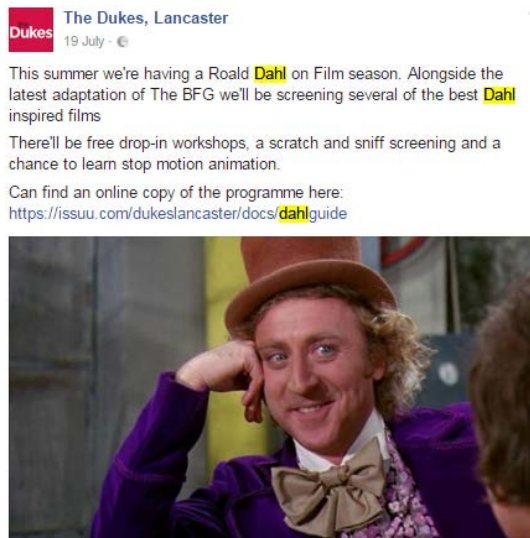 the
Dukes
The Dukes, Lancaster
19 July ·
This summer we're having a Roald Dahl on Film season. Alongside the
latest adaptation of The BFG we'll be screening several of the best Dahl
inspired films
There'll be free drop-in workshops, a scratch and sniff screening and a
chance to learn stop motion animation.
Can find an online copy of the programme here:
https://issuu.com/dukeslancaster/docs/dahlguide